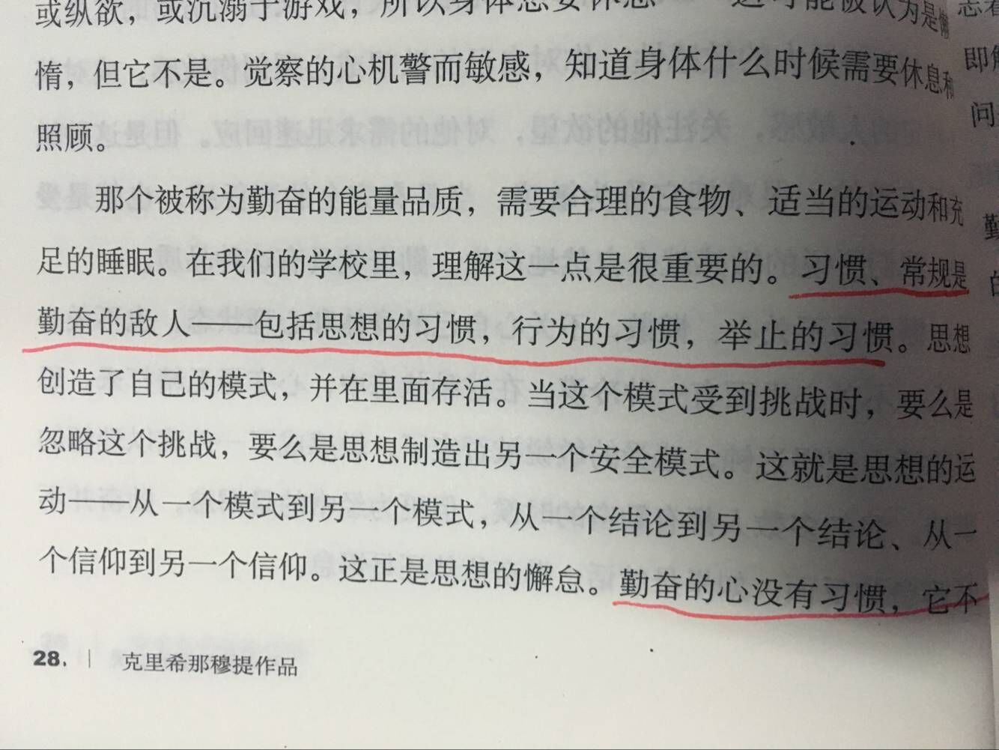 或纵欲，或沉溺于游戏，所以身体想要休息——这可能被认为是懒
惰，但它不是。觉察的心机警而敏感，知道身体什么时候需要休息和
照顾。
那个被称为勤奋的能量品质，需要合理的食物、适当的运动和充
足的睡眠。在我们的学校里，理解这一点是很重要的。习惯、常规是
勤奋的敌人——包括思想的习惯，行为的习惯，举止的习惯。思想
创造了自己的模式，并在里面存活。当这个模式受到挑战时，要么是
忽略这个挑战，要么是思想制造出另一个安全模式。这就是思想的运
动——从一个模式到另一个模式，从一个结论到另一个结论、从一
个信仰到另一个信仰。这正是思想的懈怠。勤奋的心没有习惯，它不
28. | 克里希那穆提作品
即
问
勤
的